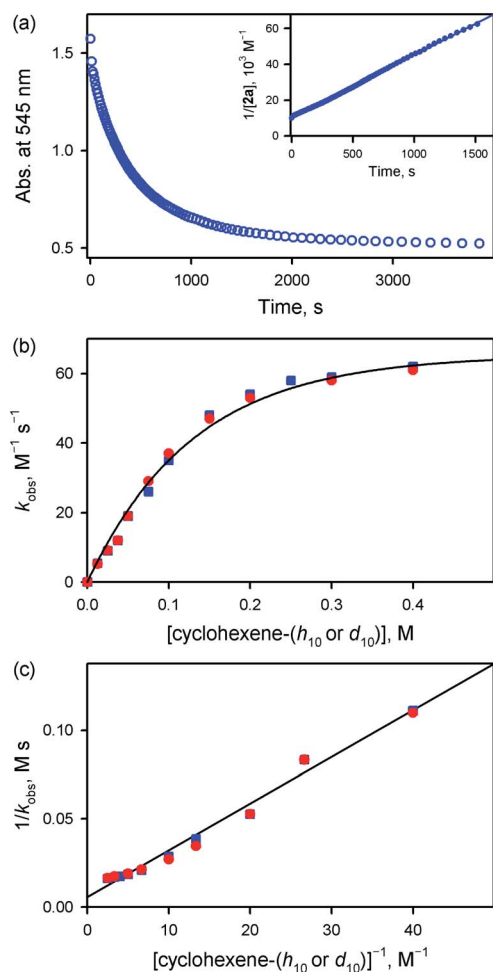 (a)
Abs. at 545 nm
1.5
1.0
0.5
0
1000
2000
3000
Time, s
1/[2a], 10³ M⁻¹
60
40
20
0
0
500
1000
1500
Time, s
(b)
k_obs, M⁻¹ s⁻¹
60
40
20
0
0.0
0.1
0.2
0.3
0.4
[cyclohexene-(h₁₀ or d₁₀)], M
(c)
1/k_obs, M s
0.10
0.05
0.00
0
10
20
30
40
[cyclohexene-(h₁₀ or d₁₀)]⁻¹, M⁻¹